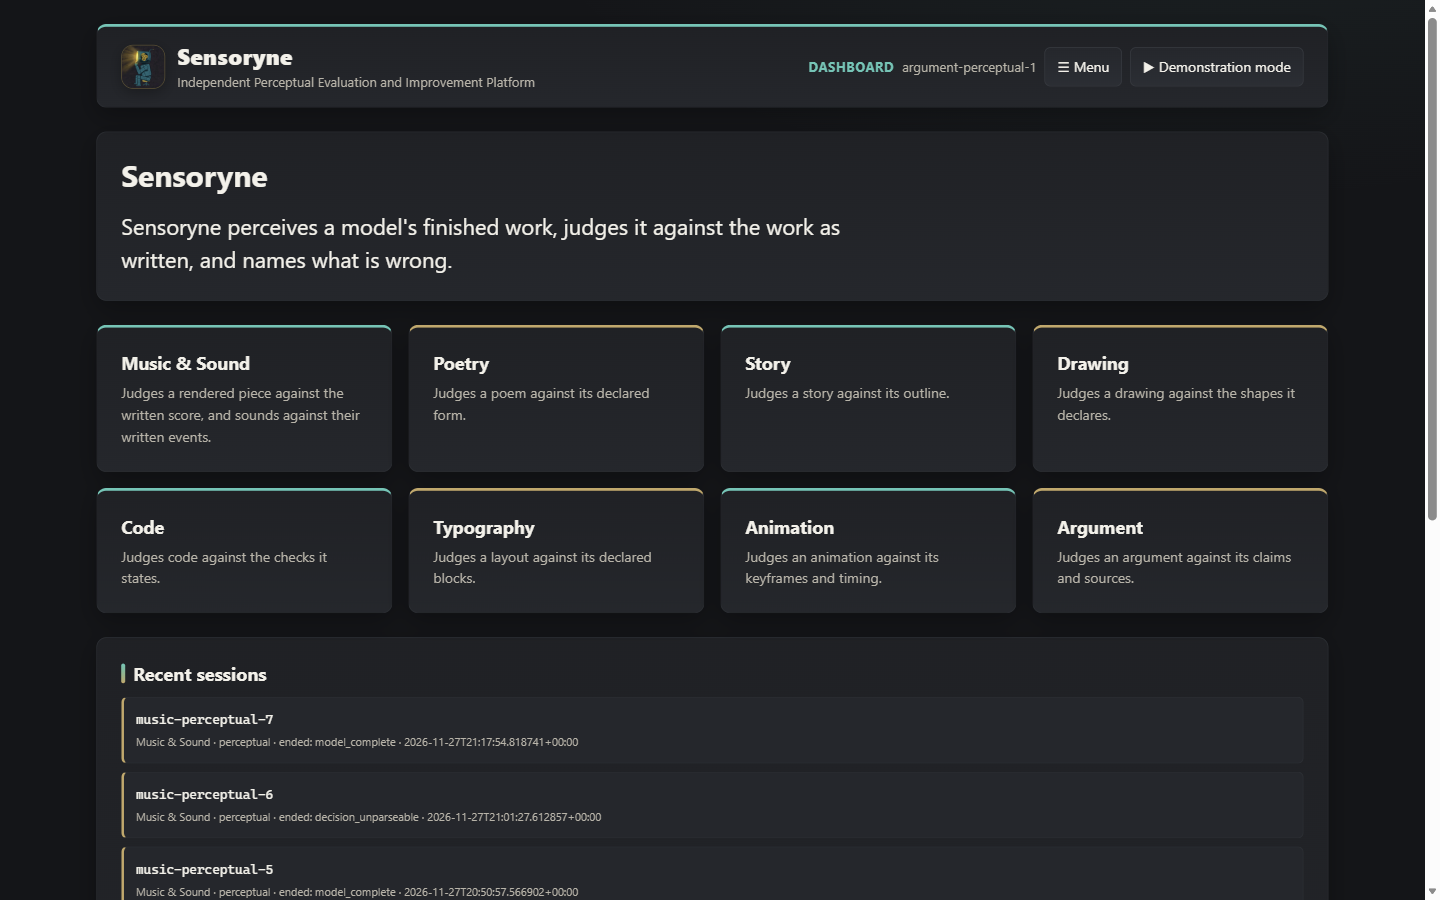 Sensoryne
Independent Perceptual Evaluation and Improvement Platform
DASHBOARD argument-perceptual-1 ☰ Menu ▶ Demonstration mode
Sensoryne
Sensoryne perceives a model's finished work, judges it against the work as
written, and names what is wrong.
Music & Sound
Judges a rendered piece against the
written score, and sounds against their
written events.
Poetry
Judges a poem against its declared
form.
Story
Judges a story against its outline.
Drawing
Judges a drawing against the shapes it
declares.
Code
Judges code against the checks it
states.
Typography
Judges a layout against its declared
blocks.
Animation
Judges an animation against its
keyframes and timing.
Argument
Judges an argument against its claims
and sources.
Recent sessions
music-perceptual-7
Music & Sound · perceptual · ended: model_complete · 2026-11-27T21:17:54.818741+00:00
music-perceptual-6
Music & Sound · perceptual · ended: decision_unparseable · 2026-11-27T21:01:27.612857+00:00
music-perceptual-5
Music & Sound · perceptual · ended: model_complete · 2026-11-27T20:50:57.566902+00:00